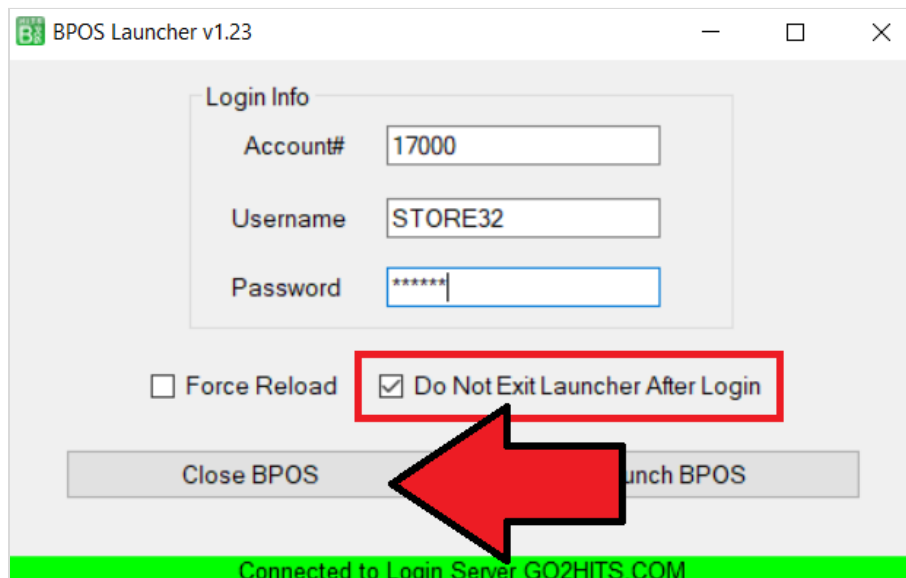 BPOS Launcher v1.23
Login Info
Account# 17000
Username STORE32
Password ******
Force Reload Do Not Exit Launcher After Login
Close BPOS unch BPOS
Connected to Login Server GO2HITS.COM